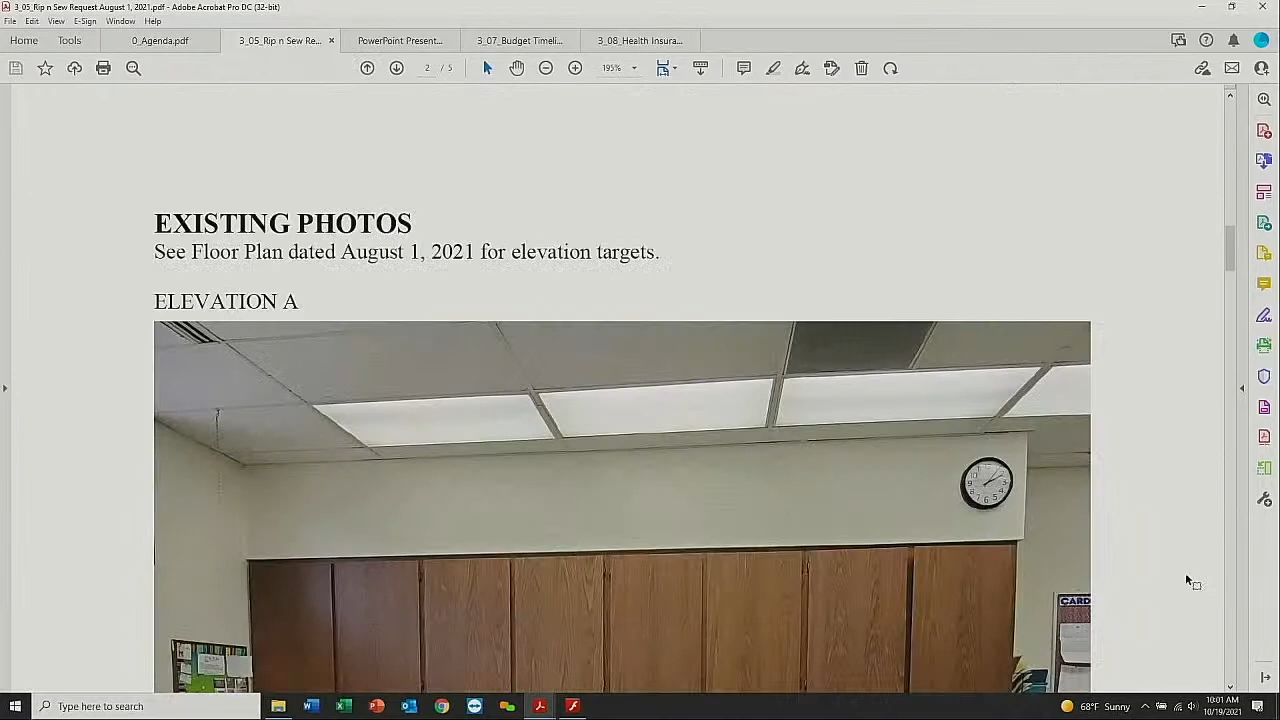 3_05_Rip n Sew Request August 1, 2021.pdf - Adobe Acrobat Pro DC (32-bit)
File Edit View E-Sign Window Help
Home Tools 0_Agenda.pdf 3_05_Rip n Sew Re... × PowerPoint Present... 3_07_Budget Timeli... 3_08_Health Insura...
2 / 5 195%
EXISTING PHOTOS
See Floor Plan dated August 1, 2021 for elevation targets.
ELEVATION A
CARD
Type here to search
68°F Sunny
10:01 AM
10/19/2021